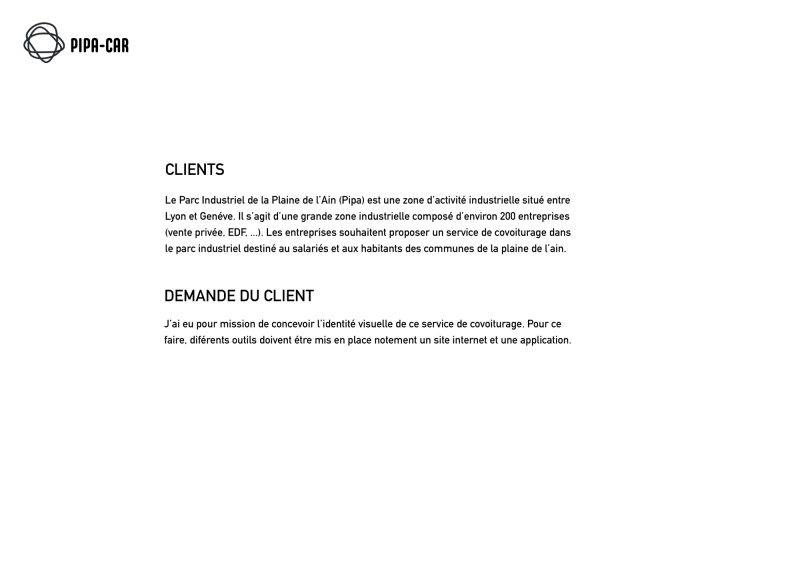 PIPA-CAR
CLIENTS
Le Parc Industriel de la Plaine de l'Ain (Pipa) est une zone d'activité industrielle situé entre
Lyon et Genéve. Il s'agit d'une grande zone industrielle composé d'environ 200 entreprises
(vente privée, EDF, ...). Les entreprises souhaitent proposer un service de covoiturage dans
le parc industriel destiné au salariés et aux habitants des communes de la plaine de l'ain.
DEMANDE DU CLIENT
J'ai eu pour mission de concevoir l'identité visuelle de ce service de covoiturage. Pour ce
faire, diférents outils doivent étre mis en place notement un site internet et une application.